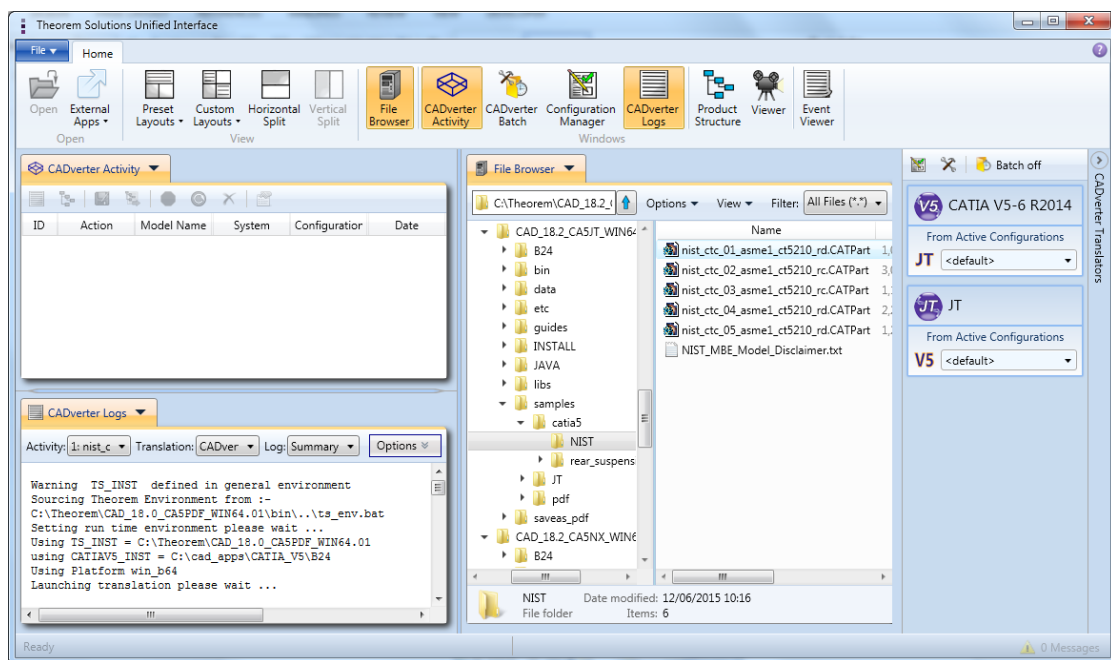 Theorem Solutions Unified Interface
File Home
Open External Apps Preset Layouts Custom Layouts Horizontal Split Vertical Split File Browser CADverter Activity CADverter Batch Configuration Manager CADverter Logs Product Structure Viewer Event Viewer
Open View Windows
CADverter Activity
ID Action Model Name System Configuration Date
CADverter Logs
Activity: 1: nist_c Translation: CADver Log: Summary Options
Warning TS_INST defined in general environment
Sourcing Theorem Environment from :-
C:\Theorem\CAD_18.0_CA5PDF_WIN64.01\bin\..\ts_env.bat
Setting run time environment please wait ...
Using TS_INST = C:\Theorem\CAD_18.0_CA5PDF_WIN64.01
using CATIAV5_INST = C:\cad_apps\CATIA_V5\B24
Using Platform win_b64
Launching translation please wait ...
File Browser
C:\Theorem\CAD_18.2_( Options View Filter: All Files (*.*)
CAD_18.2_CA5JT_WIN64
B24
bin
data
etc
guides
INSTALL
JAVA
libs
samples
catia5
NIST
rear_suspens
JT
pdf
saveas_pdf
CAD_18.2_CA5NX_WIN6
B24
Name
nist_ctc_01_asme1_ct5210_rd.CATPart 1,
nist_ctc_02_asme1_ct5210_rc.CATPart 3,
nist_ctc_03_asme1_ct5210_rc.CATPart 1,
nist_ctc_04_asme1_ct5210_rd.CATPart 2,
nist_ctc_05_asme1_ct5210_rd.CATPart 1,
NIST_MBE_Model_Disclaimer.txt
NIST Date modified: 12/06/2015 10:16
File folder Items: 6
Batch off
V5 CATIA V5-6 R2014
From Active Configurations
JT <default>
JT JT
From Active Configurations
V5 <default>
CADverter Translators
Ready 0 Messages